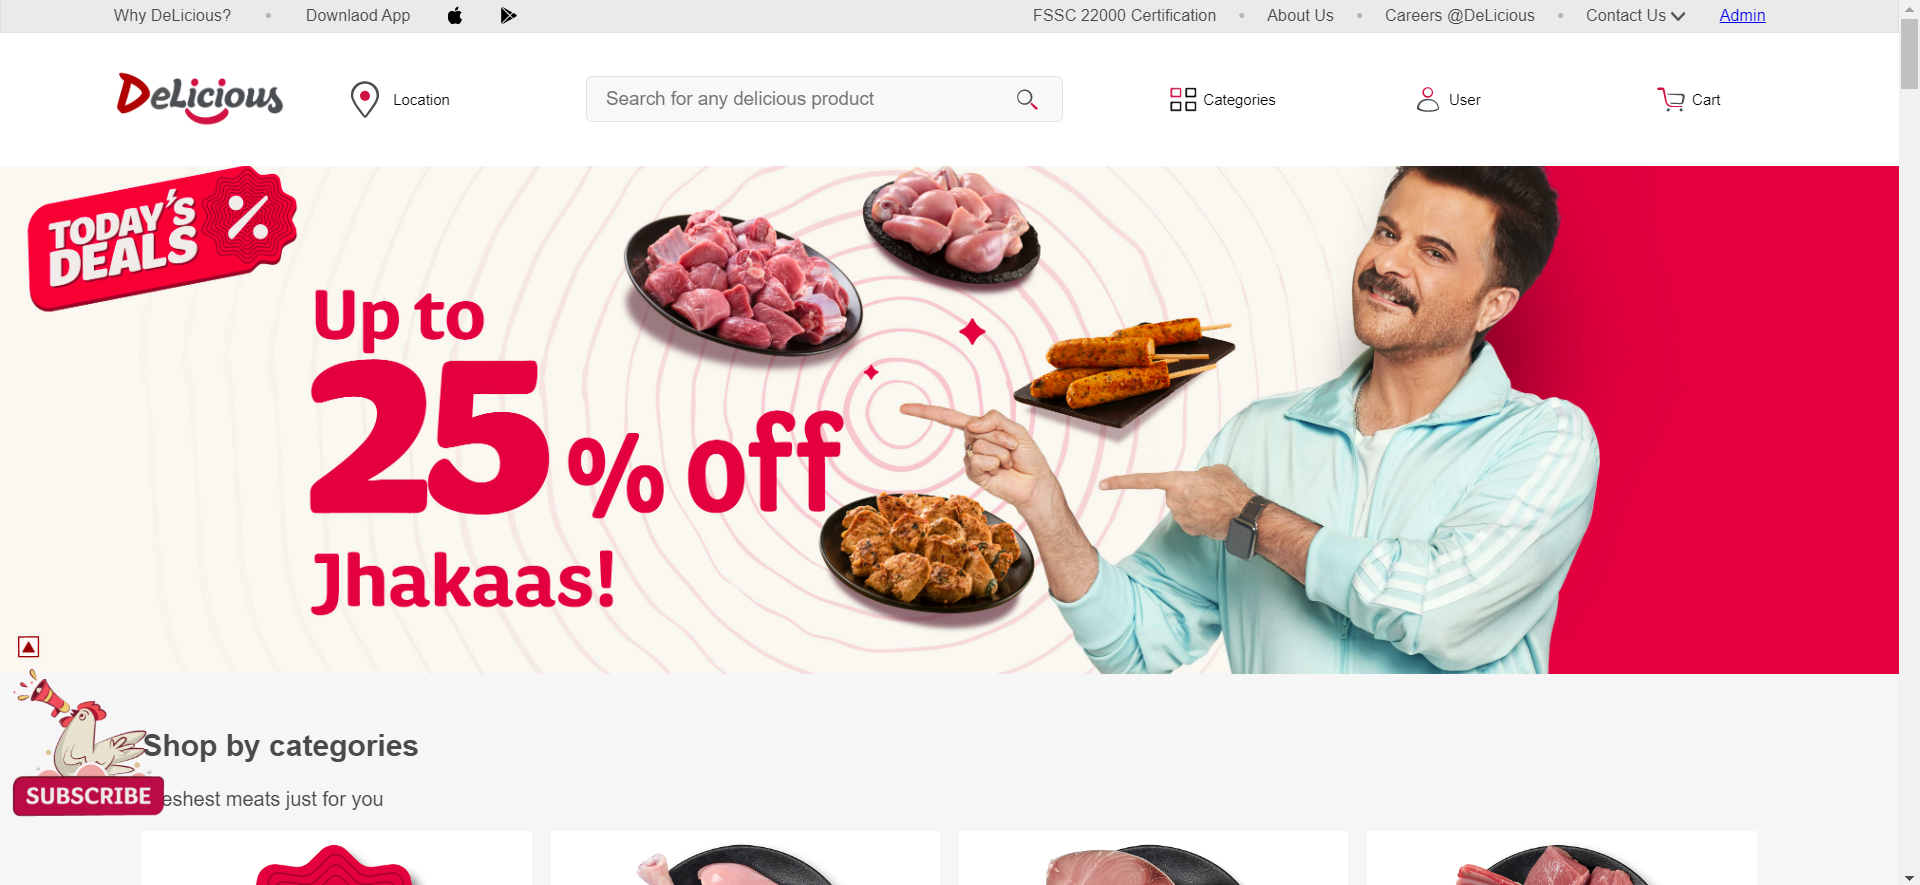 Why DeLicious?
Downlaod App
FSSC 22000 Certification
About Us
Careers @DeLicious
Contact Us
Admin
DeLicious
Location
Search for any delicious product
Categories
User
Cart
TODAY'S
DEALS
%
Up to
25% off
Jhakaas!
Shop by categories
SUBSCRIBE
eshest meats just for you